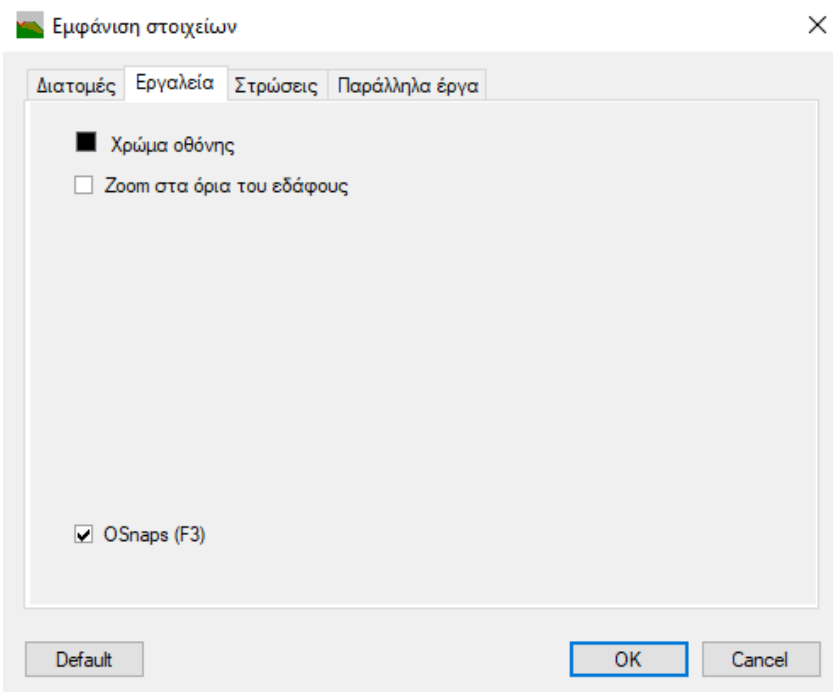 Εμφάνιση στοιχείων
Διατομές Εργαλεία Στρώσεις Παράλληλα έργα
Χρώμα οθόνης
Zoom στα όρια του εδάφους
OSnaps (F3)
Default OK Cancel